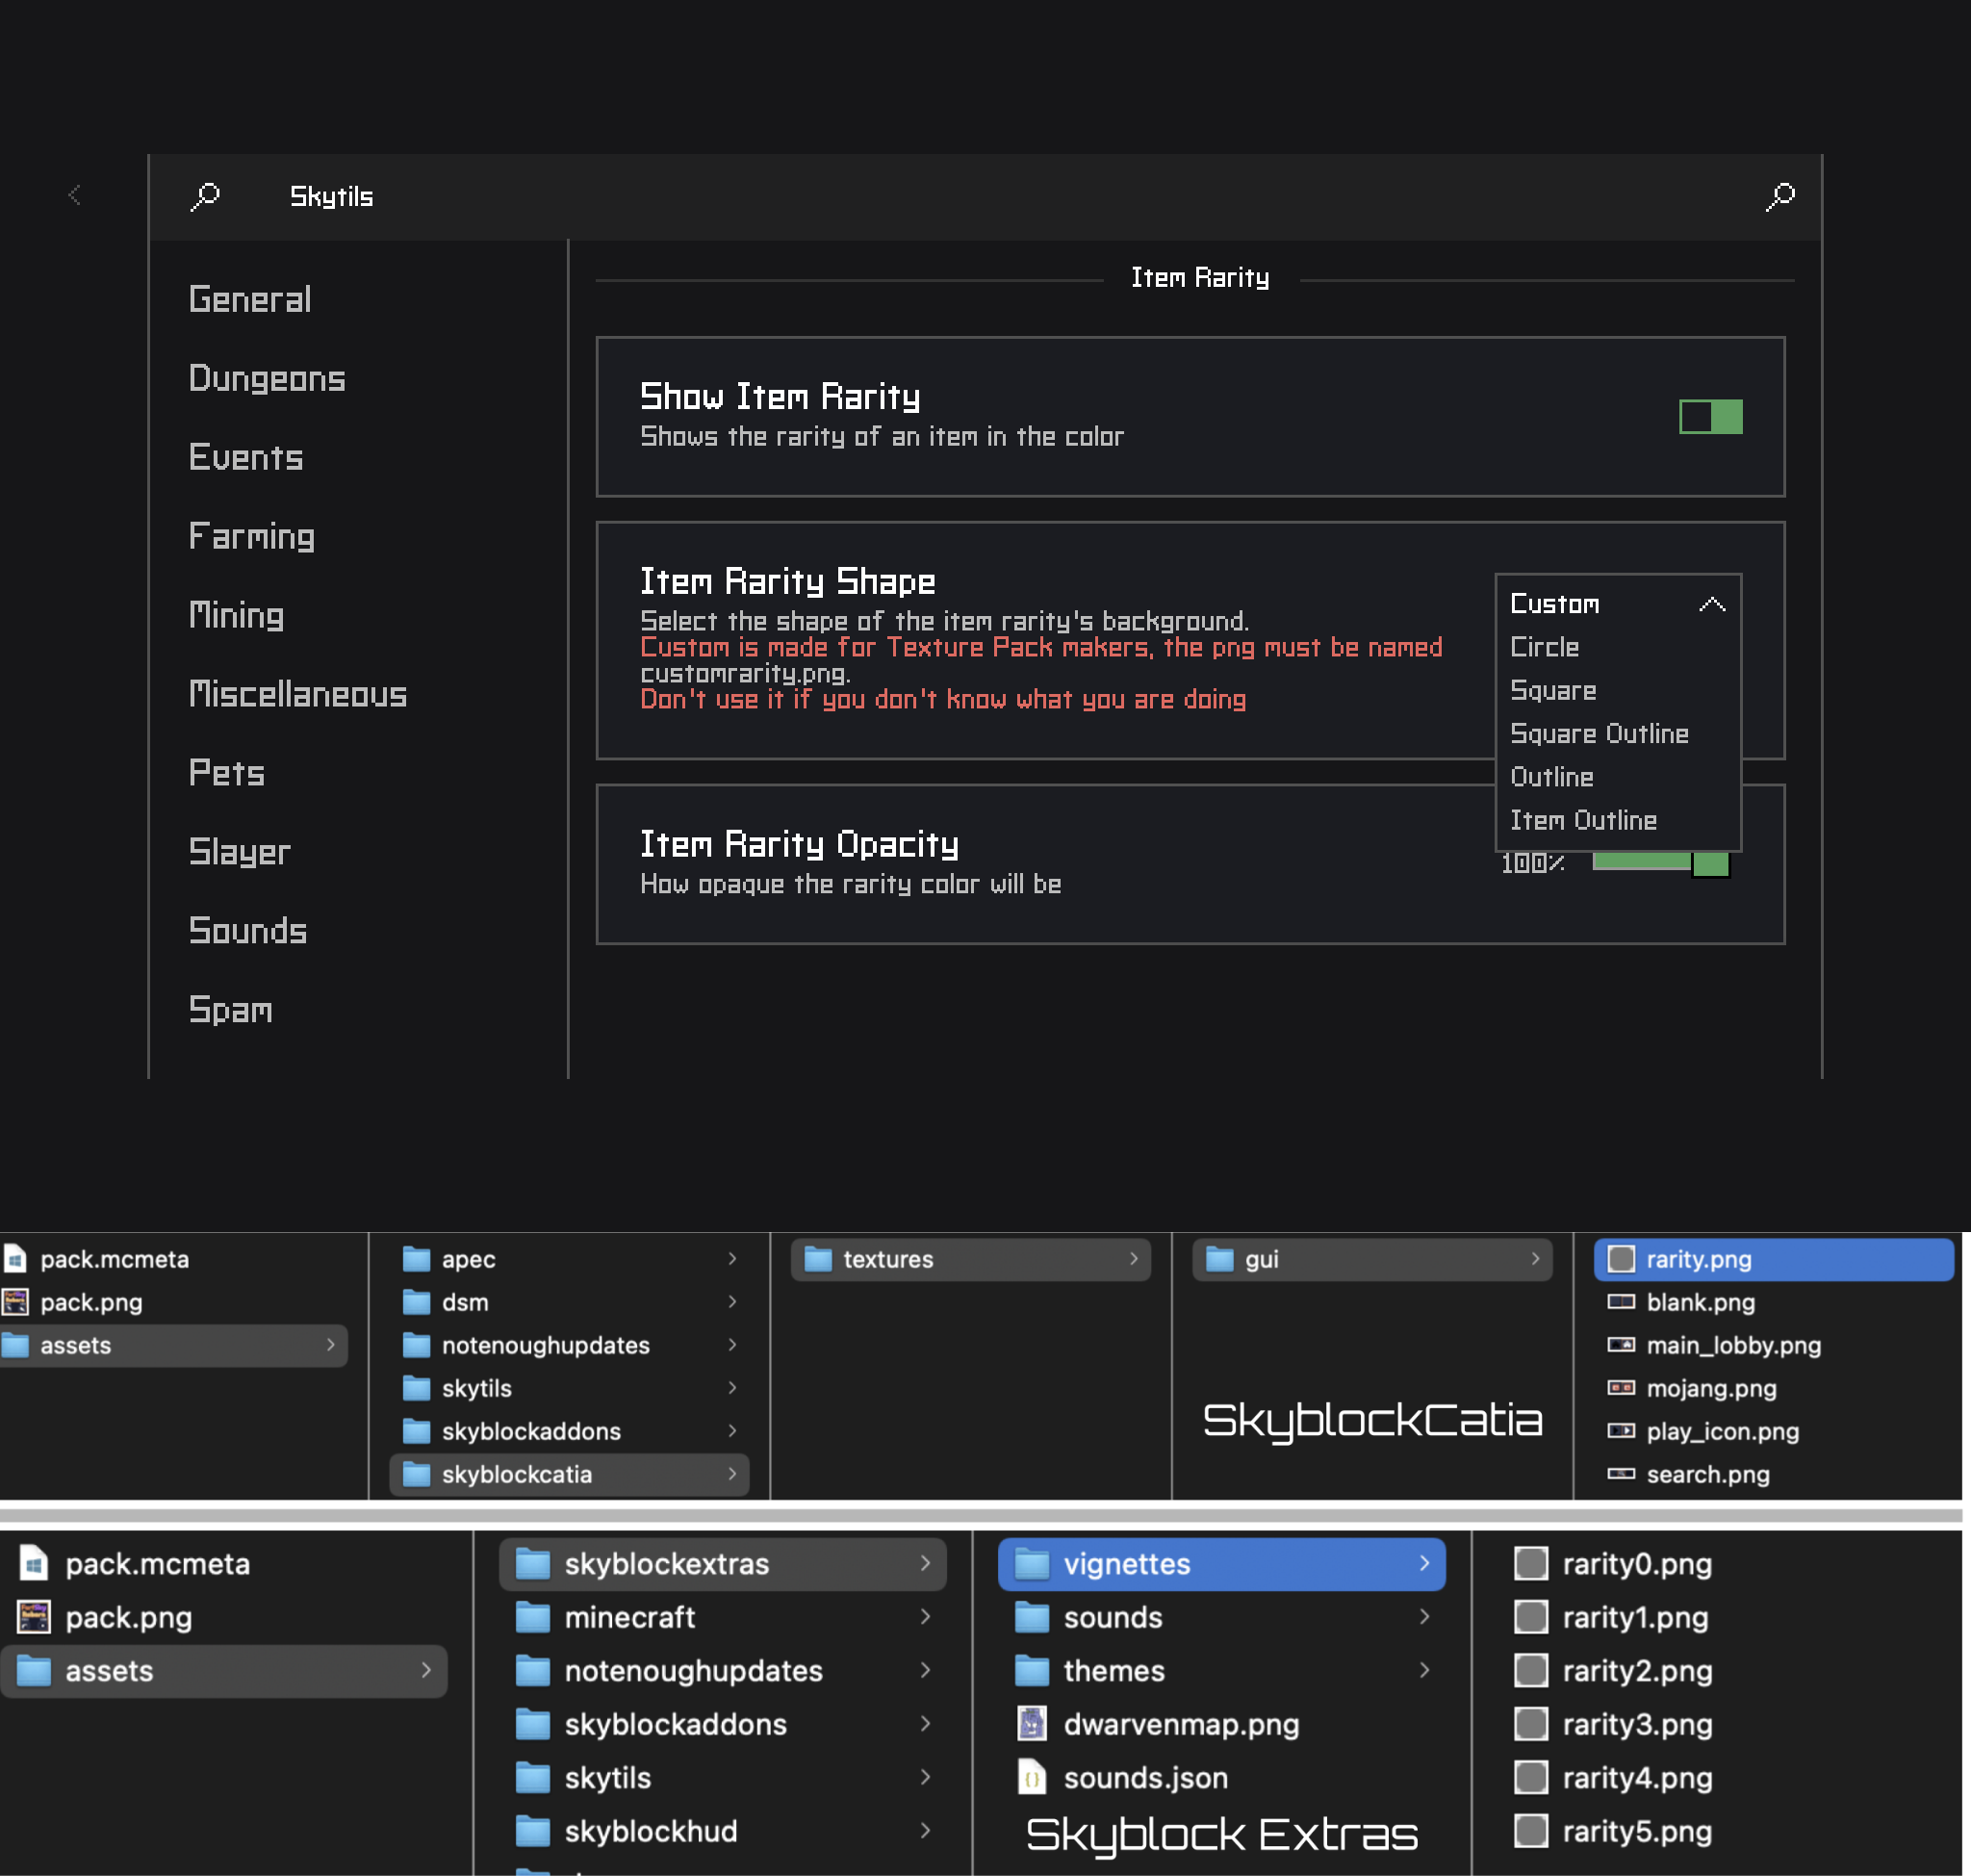 Skytils
General
Dungeons
Events
Farming
Mining
Miscellaneous
Pets
Slayer
Sounds
Spam
Item Rarity
Show Item Rarity
Shows the rarity of an item in the color
Item Rarity Shape
Select the shape of the item rarity's background.
Custom is made for Texture Pack makers, the png must be named
customrarity.png.
Don't use it if you don't know what you are doing
Custom
Circle
Square
Square Outline
Outline
Item Outline
Item Rarity Opacity
How opaque the rarity color will be
100%
pack.mcmeta
pack.png
assets
apec
dsm
notenoughupdates
skytils
skyblockaddons
skyblockcatia
textures
gui
SkyblockCatia
rarity.png
blank.png
main_lobby.png
mojang.png
play_icon.png
search.png
pack.mcmeta
pack.png
assets
skyblockextras
minecraft
notenoughupdates
skyblockaddons
skytils
skyblockhud
vignettes
sounds
themes
dwarvenmap.png
sounds.json
Skyblock Extras
rarity0.png
rarity1.png
rarity2.png
rarity3.png
rarity4.png
rarity5.png